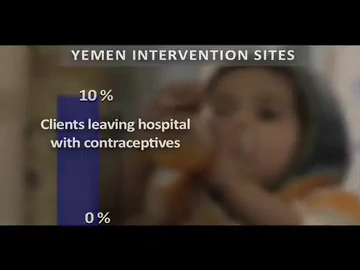 YEMEN INTERVENTION SITES
10 %
Clients leaving hospital
with contraceptives
0 %